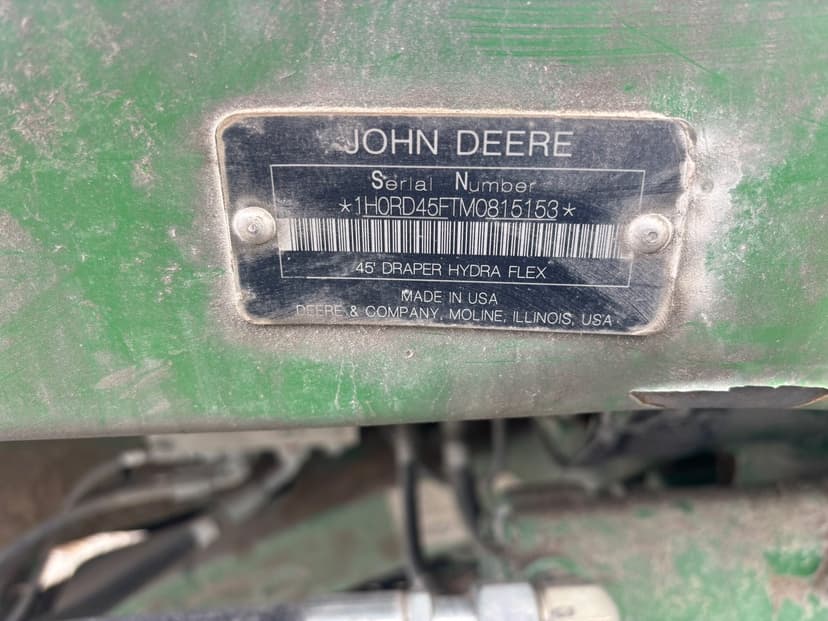 JOHN DEERE
Serial Number
*1H0RD45FTM0815153*
45' DRAPER HYDRA FLEX
MADE IN USA
DEERE & COMPANY, MOLINE, ILLINOIS, USA